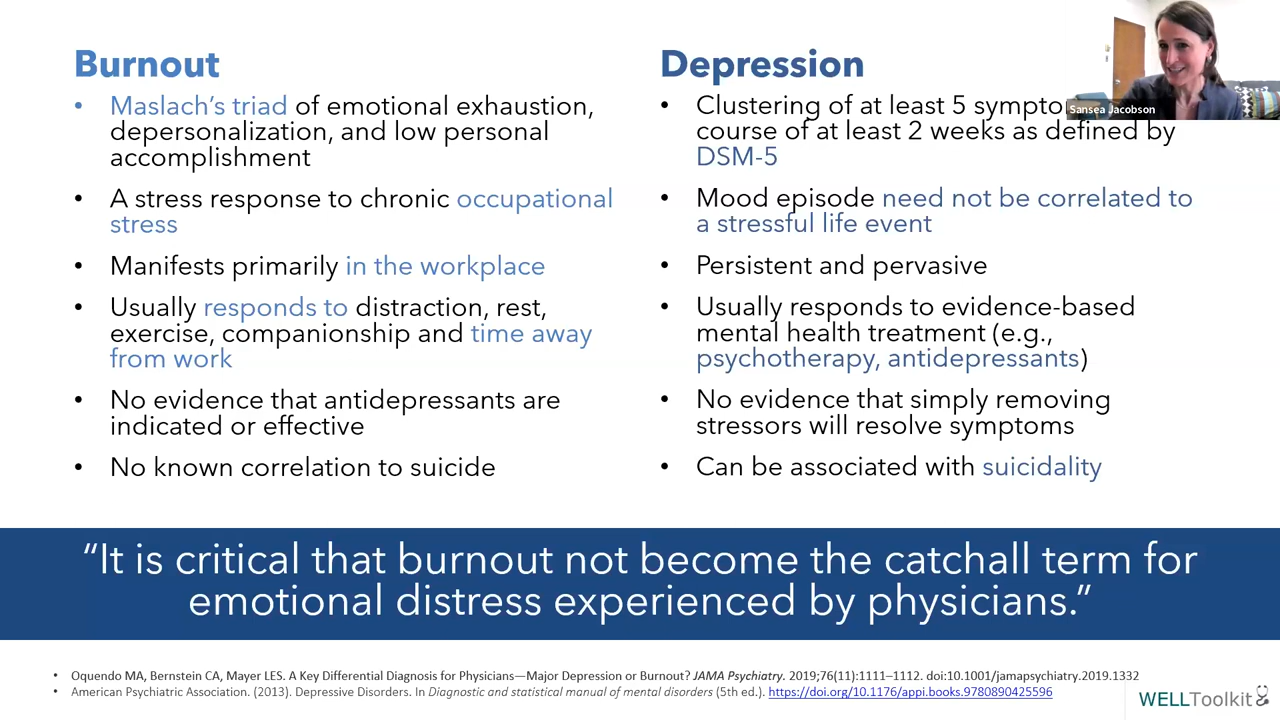 Burnout
• Maslach's triad of emotional exhaustion,
depersonalization, and low personal
accomplishment
• A stress response to chronic occupational
stress
• Manifests primarily in the workplace
• Usually responds to distraction, rest,
exercise, companionship and time away
from work
• No evidence that antidepressants are
indicated or effective
• No known correlation to suicide
Depression
• Clustering of at least 5
course of at least 2 weeks as defined by
DSM-5
• Mood episode need not be correlated to
a stressful life event
• Persistent and pervasive
• Usually responds to evidence-based
mental health treatment (e.g.,
psychotherapy, antidepressants)
• No evidence that simply removing
stressors will resolve symptoms
• Can be associated with suicidality
Sansea Jacobson
“It is critical that burnout not become the catchall term for
emotional distress experienced by physicians.”
• Oquendo MA, Bernstein CA, Mayer LES. A Key Differential Diagnosis for Physicians—Major Depression or Burnout? JAMA Psychiatry. 2019;76(11):1111–1112. doi:10.1001/jamapsychiatry.2019.1332
• American Psychiatric Association. (2013). Depressive Disorders. In Diagnostic and statistical manual of mental disorders (5th ed.). https://doi.org/10.1176/appi.books.9780890425596
WELLToolkit